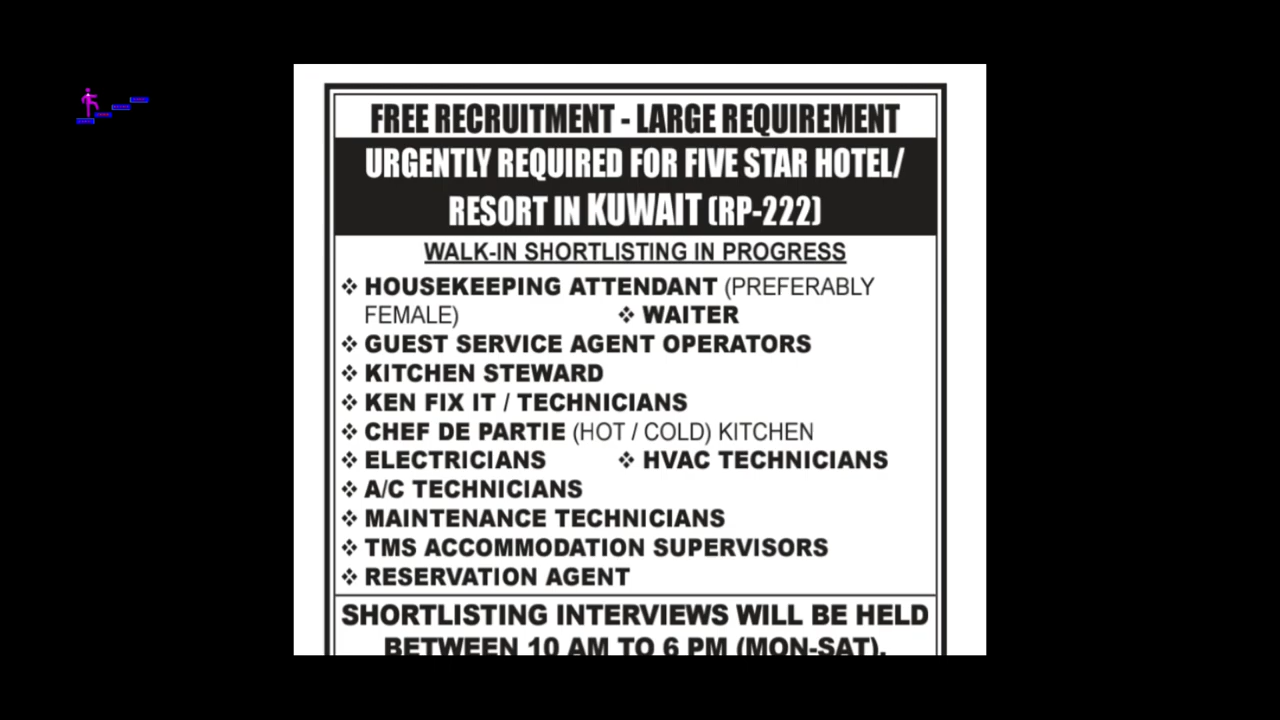 FREE RECRUITMENT - LARGE REQUIREMENT
URGENTLY REQUIRED FOR FIVE STAR HOTEL/
RESORT IN KUWAIT (RP-222)
WALK-IN SHORTLISTING IN PROGRESS
❖ HOUSEKEEPING ATTENDANT (PREFERABLY
FEMALE) ❖ WAITER
❖ GUEST SERVICE AGENT OPERATORS
❖ KITCHEN STEWARD
❖ KEN FIX IT / TECHNICIANS
❖ CHEF DE PARTIE (HOT / COLD) KITCHEN
❖ ELECTRICIANS ❖ HVAC TECHNICIANS
❖ A/C TECHNICIANS
❖ MAINTENANCE TECHNICIANS
❖ TMS ACCOMMODATION SUPERVISORS
❖ RESERVATION AGENT
SHORTLISTING INTERVIEWS WILL BE HELD
BETWEEN 10 AM TO 6 PM (MON-SAT).